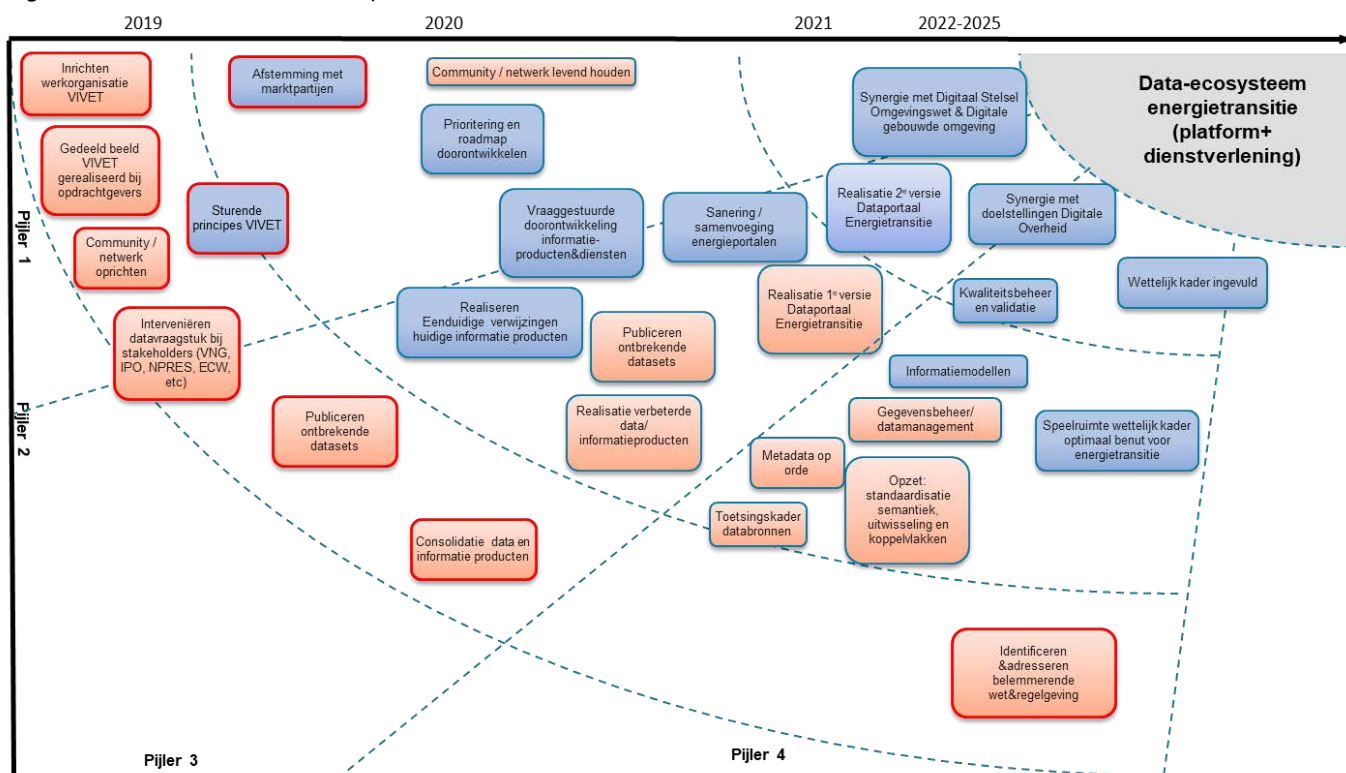 2019
2020
2021
2022-2025
Inrichten
werkorganisatie
VIVET
Afstemming met
marktpartijen
Community / netwerk levend houden
Synergie met Digitaal Stelsel
Omgevingswet & Digitale
gebouwde omgeving
Data-ecosysteem
energietransitie
(platform+
dienstverlening)
Prioritering en
roadmap
doorontwikkelen
Gedeeld beeld
VIVET
gerealiseerd bij
opdrachtgevers
Sturende
principes VIVET
Vraaggestuurde
doorontwikkeling
informatie-
producten&diensten
Sanering /
samenvoeging
energieportalen
Realisatie 2e versie
Dataportaal
Energietransitie
Synergie met
doelstellingen Digitale
Overheid
Pijler 1
Community /
netwerk
oprichten
Realiseren
Eenduidige verwijzingen
huidige informatie producten
Realisatie 1e versie
Dataportaal
Energietransitie
Kwaliteitsbeheer
en validatie
Wettelijk kader ingevuld
Interveniëren
datavraagstuk bij
stakeholders (VNG,
IPO, NPRES, ECW,
etc)
Publiceren
ontbrekende
datasets
Informatiemodellen
Pijler 2
Publiceren
ontbrekende
datasets
Realisatie verbeterde
data/
informatieproducten
Gegevensbeheer/
datamanagement
Speelruimte wettelijk kader
optimaal benut voor
energietransitie
Metadata op
orde
Opzet:
standaardisatie
semantiek,
uitwisseling en
koppelvlakken
Toetsingskader
databronnen
Consolidatie data en
informatie producten
Identificeren
&adresseren
belemmerende
wet&regelgeving
Pijler 3
Pijler 4